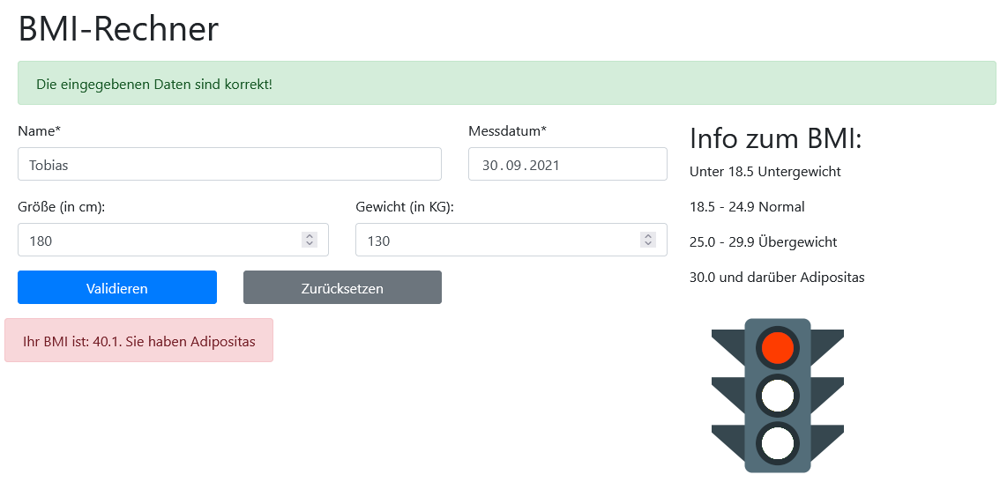 BMI-Rechner
Die eingegebenen Daten sind korrekt!
Name*
Messdatum*
Tobias
30.09.2021
Größe (in cm):
Gewicht (in KG):
180
130
Validieren
Zurücksetzen
Ihr BMI ist: 40.1. Sie haben Adipositas
Info zum BMI:
Unter 18.5 Untergewicht
18.5 - 24.9 Normal
25.0 - 29.9 Übergewicht
30.0 und darüber Adipositas